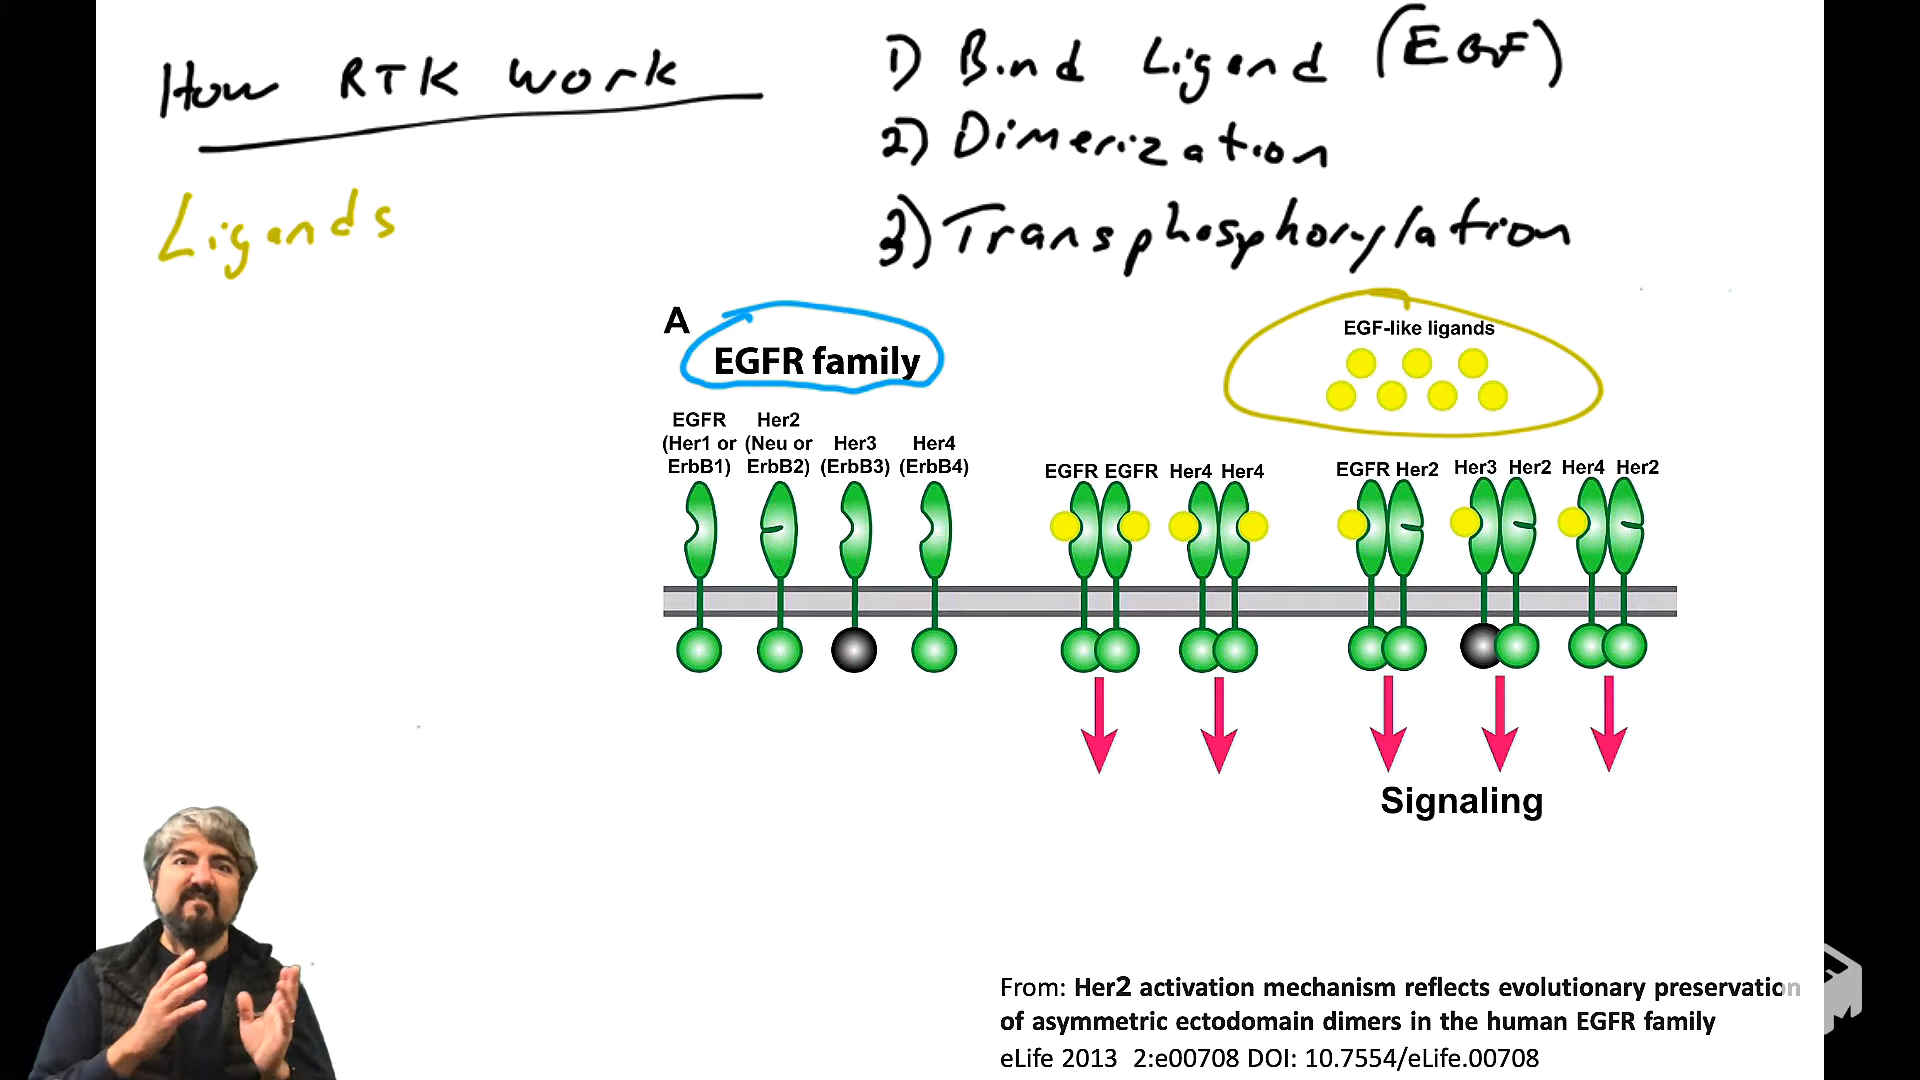 How RTK work
1) Bind Ligand (EGF)
2) Dimerization
3) Transphosphorylation
Ligands
A
EGFR family
EGF-like ligands
EGFR
(Her1 or
ErbB1)
Her2
(Neu or
ErbB2)
Her3
(ErbB3)
Her4
(ErbB4)
EGFR EGFR
Her4 Her4
EGFR Her2
Her3 Her2
Her4 Her2
Signaling
From: Her2 activation mechanism reflects evolutionary preservation
of asymmetric ectodomain dimers in the human EGFR family
eLife 2013 2:e00708 DOI: 10.7554/eLife.00708